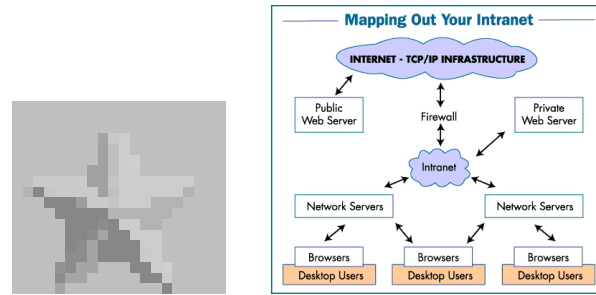 Mapping Out Your Intranet
INTERNET - TCP/IP INFRASTRUCTURE
Public
Web Server
Firewall
Private
Web Server
Intranet
Network Servers
Network Servers
Browsers
Browsers
Browsers
Desktop Users
Desktop Users
Desktop Users